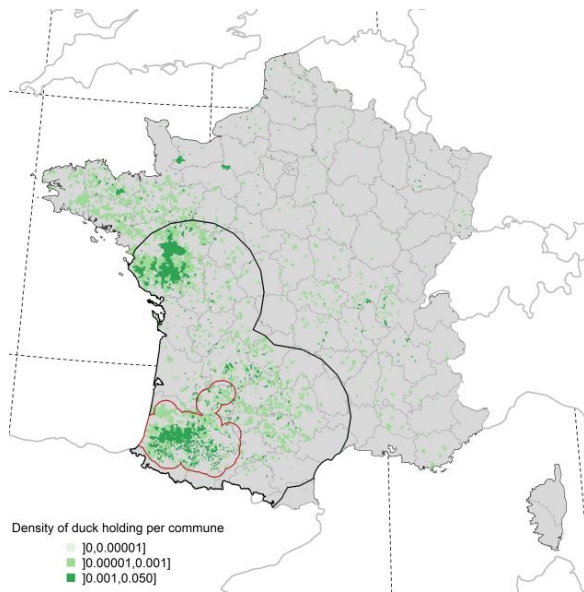 Density of duck holding per commune
]0,0.00001]
]0.00001,0.001]
]0.001,0.050]